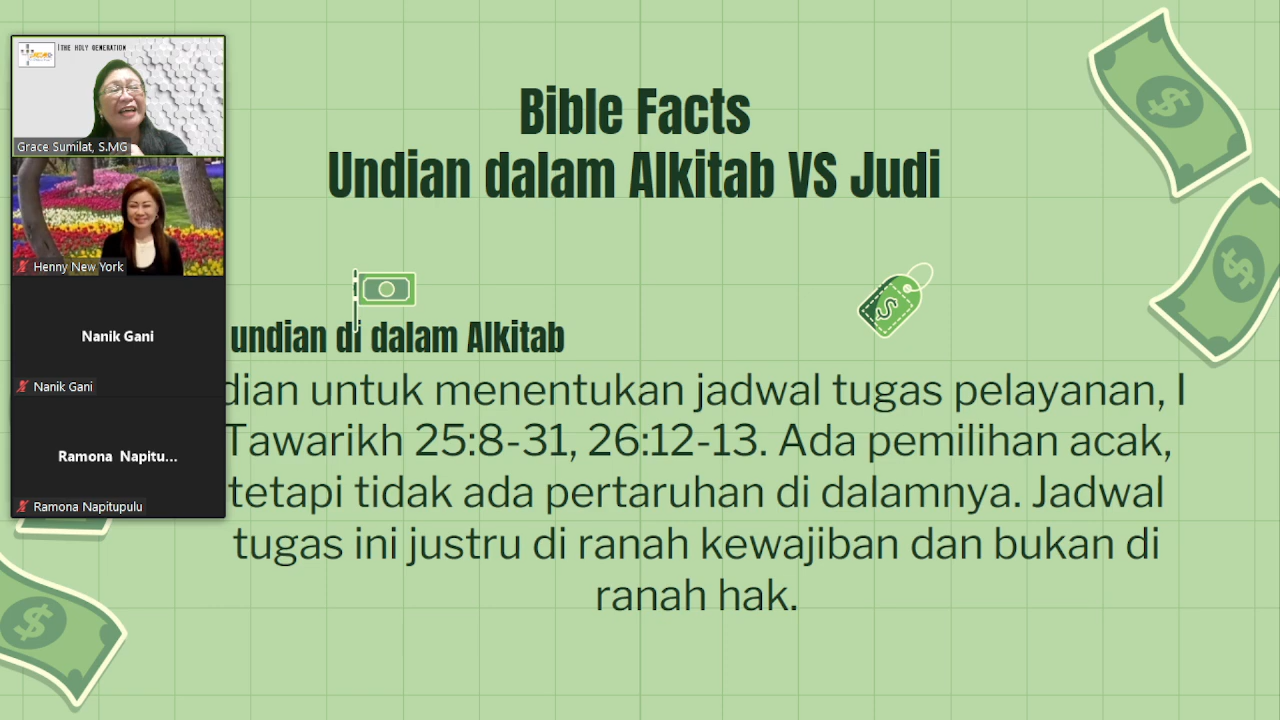 THE HOLY GENERATION
Grace Sumilat, S.MG
Henny New York
Nanik Gani
Nanik Gani
Ramona Napitu...
Ramona Napitupulu
Bible Facts
Undian dalam Alkitab VS Judi
undian di dalam Alkitab
dian untuk menentukan jadwal tugas pelayanan, I
Tawarikh 25:8-31, 26:12-13. Ada pemilihan acak,
tetapi tidak ada pertaruhan di dalamnya. Jadwal
tugas ini justru di ranah kewajiban dan bukan di
ranah hak.